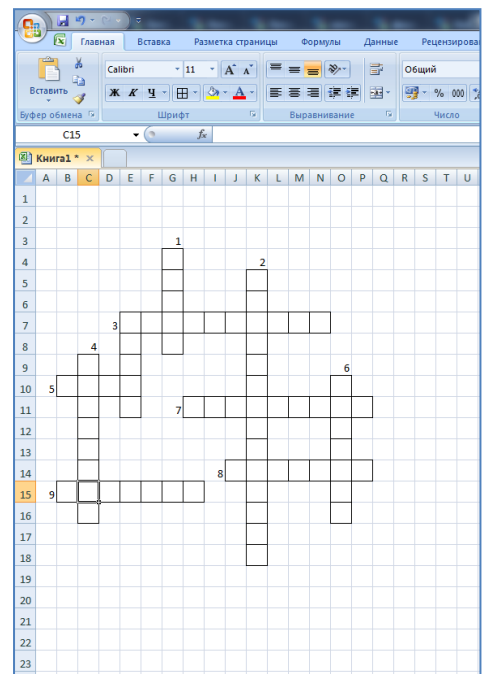 Главная Вставка Разметка страницы Формулы Данные
Вставить
Calibri 11 A A Общий
Ж К Ч % 000
Буфер обмена Шрифт Выравнивание Число
C15 fx
Книга1 *
A B C D E F G H I J K L M N O P Q R S T U
1
2
3 1
4 2
5
6
7 3
8 4
9 6
10 5
11 7
12
13
14 8
15 9
16
17
18
19
20
21
22
23